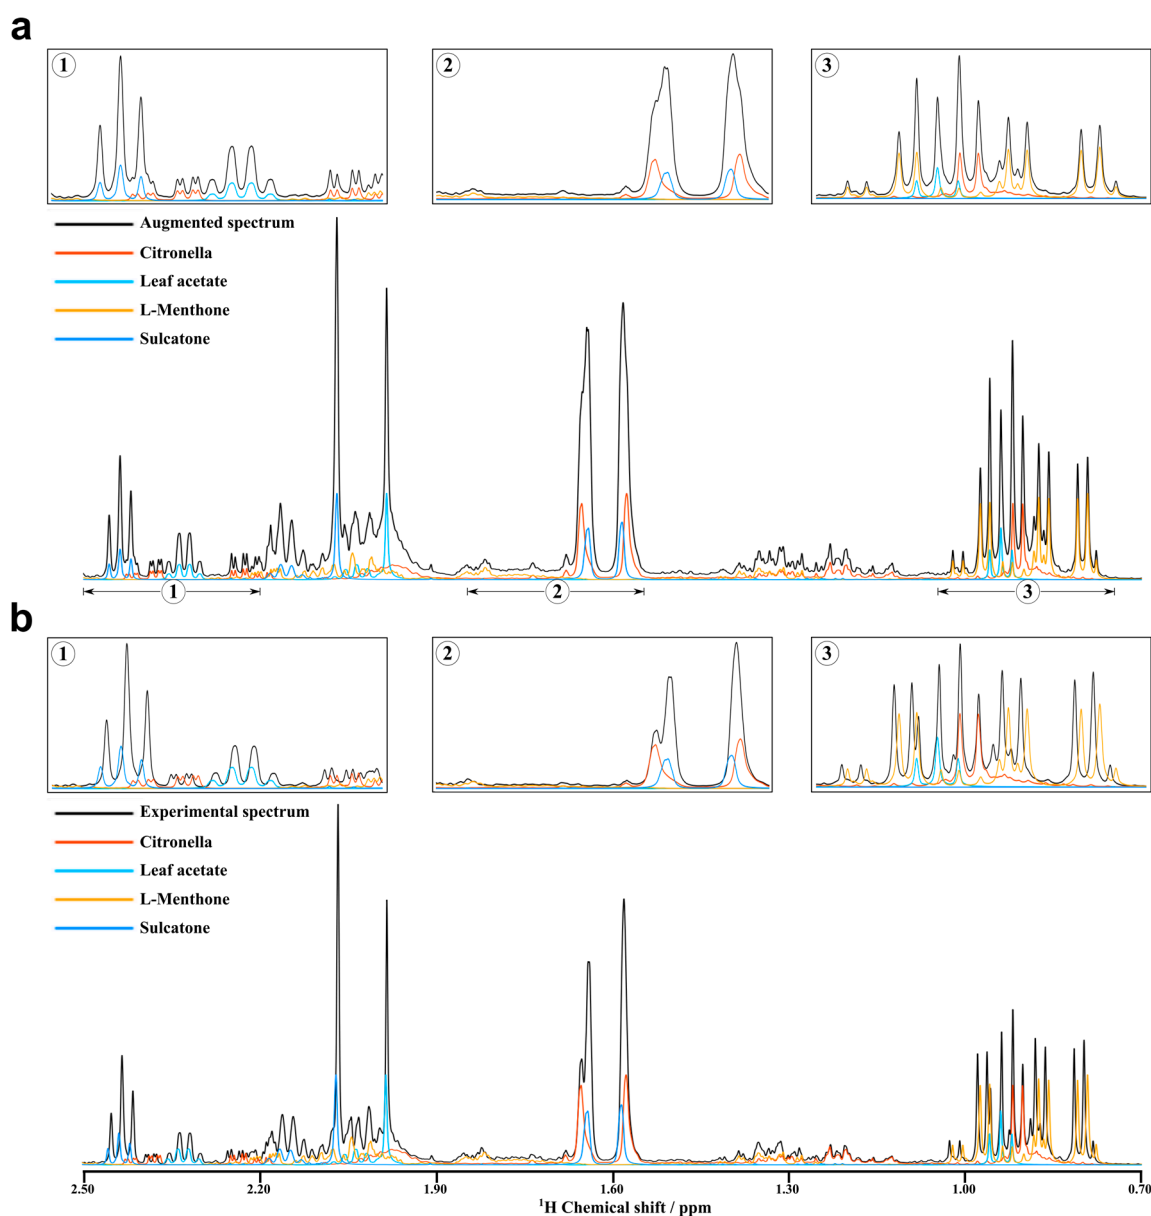 a
1
2
3
Augmented spectrum
Citronella
Leaf acetate
L-Menthone
Sulcatone
1
2
3
b
1
2
3
Experimental spectrum
Citronella
Leaf acetate
L-Menthone
Sulcatone
2.50 2.20 1.90 1.60 1.30 1.00 0.70
¹H Chemical shift / ppm